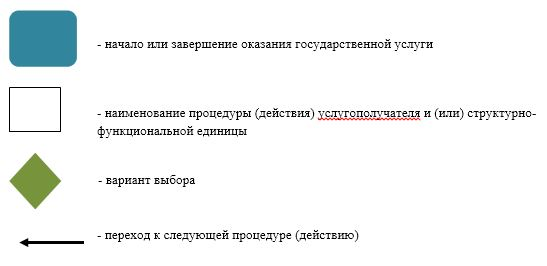 - начало или завершение оказания государственной услуги
- наименование процедуры (действия) услугополучателя и (или) структурно-
функциональной единицы
- вариант выбора
- переход к следующей процедуре (действию)